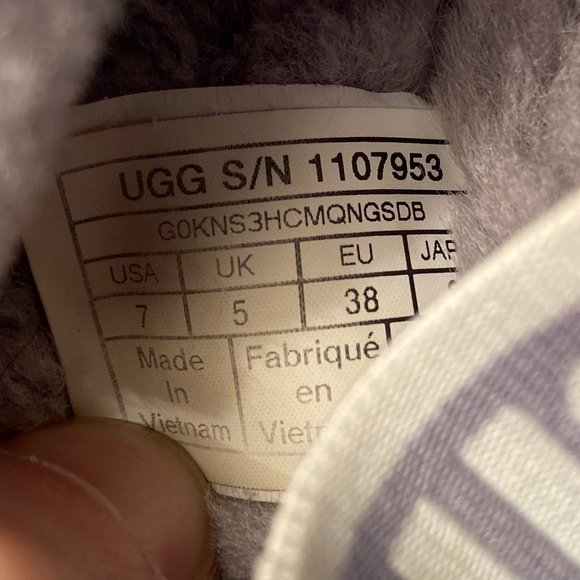 UGG S/N 1107953
G0KNS3HCMQNGSDB
USA UK EU
7 5 38
Made Fabriqué
In en
Vietnam